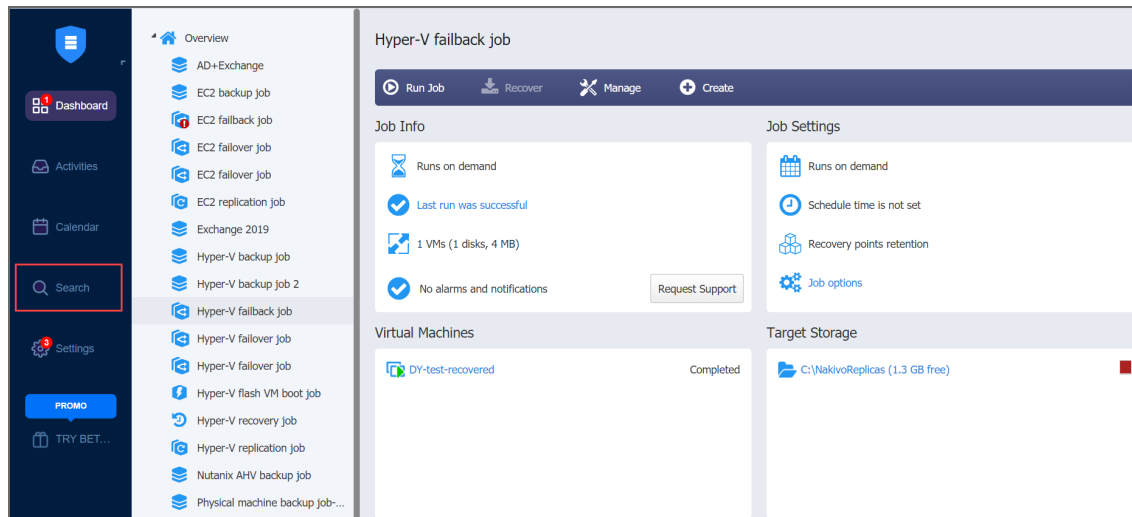 1
Dashboard
Activities
Calendar
Search
3
Settings
PROMO
TRY BET...
Overview
AD+Exchange
EC2 backup job
EC2 failback job
EC2 failover job
EC2 failover job
EC2 replication job
Exchange 2019
Hyper-V backup job
Hyper-V backup job 2
Hyper-V failback job
Hyper-V failover job
Hyper-V failover job
Hyper-V flash VM boot job
Hyper-V recovery job
Hyper-V replication job
Nutanix AHV backup job
Physical machine backup job-...
Hyper-V failback job
Run Job Recover Manage Create
Job Info
Runs on demand
Last run was successful
1 VMs (1 disks, 4 MB)
No alarms and notifications Request Support
Job Settings
Runs on demand
Schedule time is not set
Recovery points retention
Job options
Virtual Machines
DY-test-recovered Completed
Target Storage
C:\NakivoReplicas (1.3 GB free)